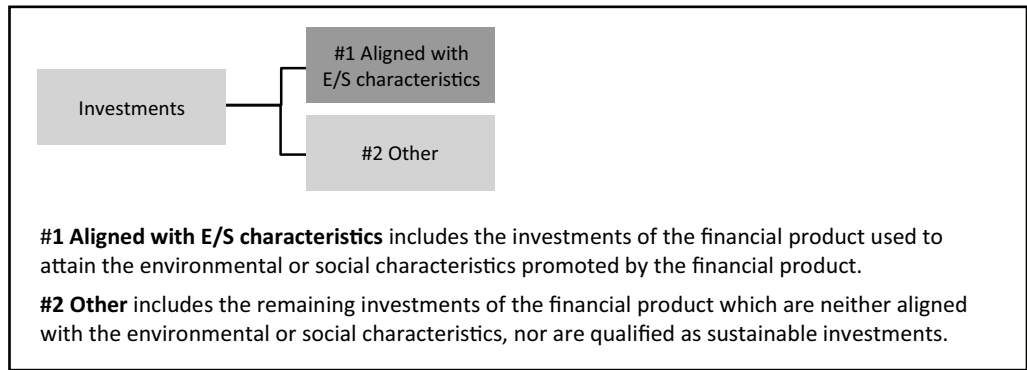 #1 Aligned with
E/S characteristics
Investments
#2 Other
#1 Aligned with E/S characteristics includes the investments of the financial product used to
attain the environmental or social characteristics promoted by the financial product.
#2 Other includes the remaining investments of the financial product which are neither aligned
with the environmental or social characteristics, nor are qualified as sustainable investments.